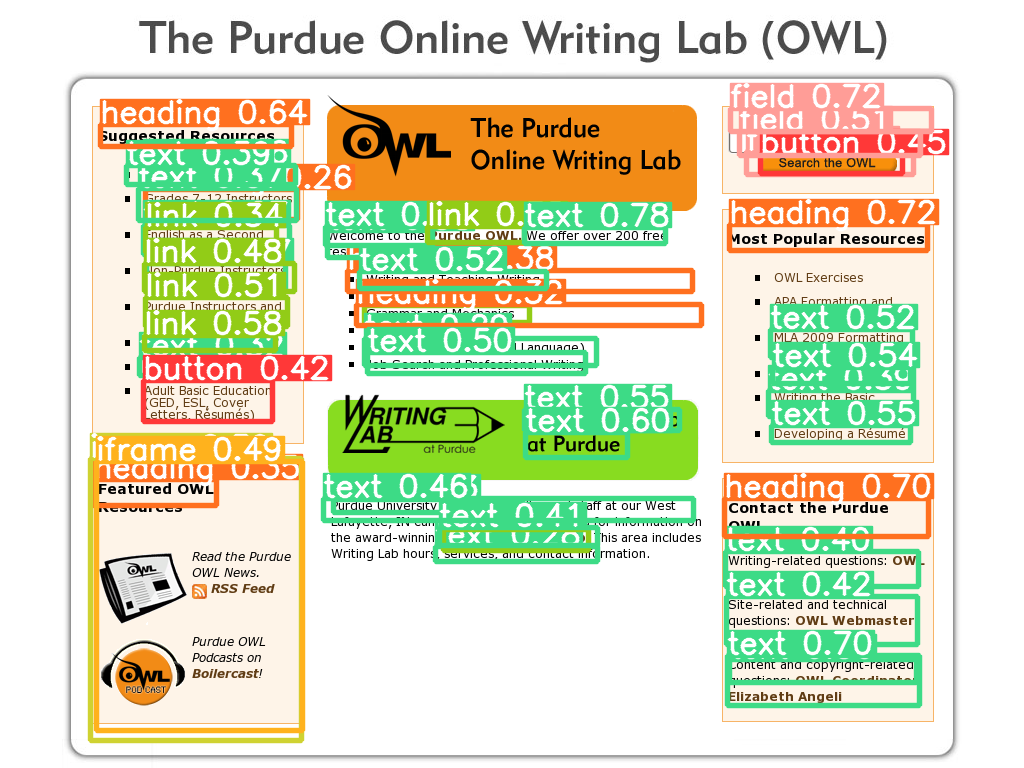 The Purdue Online Writing Lab (OWL)
heading 0.64
Suggested Resources
text 0.39
text 0.37
0.26
Grades 7-12 Instructors
link 0.34
English as a Second
link 0.48
Non-Purdue Instructors
link 0.51
Purdue Instructors and
link 0.58
button 0.42
Adult Basic Education
(GED, ESL, Cover
Letters, Résumés)
iframe 0.49
heading 0.35
Featured OWL
Resources
Read the Purdue
OWL News.
RSS Feed
OWL
PODCAST
Purdue OWL
Podcasts on
Boilercast!
OWL
The Purdue
Online Writing Lab
text 0.
link 0.
text 0.78
Welcome to the Purdue OWL. We offer over 200 free
text 0.52
.38
Writing and Teaching Writing
heading 0.32
Grammar and Mechanics
text 0.50
Language)
Job Search and Professional Writing
WRITING
LAB
at Purdue
text 0.55
text 0.60
at Purdue
text 0.46
Purdue University
staff at our West
text 0.41
Lafayette, IN
for information on
the award-winning
text 0.28
This area includes
Writing Lab hours, services, and contact information.
field 0.72
field 0.51
button 0.45
Search the OWL
heading 0.72
Most Popular Resources
OWL Exercises
APA Formatting and
text 0.52
MLA 2009 Formatting
text 0.54
Writing the Basic
text 0.55
Developing a Résumé
heading 0.70
Contact the Purdue
OWL
text 0.40
Writing-related questions: OWL
text 0.42
Site-related and technical
questions: OWL Webmaster
text 0.70
Content and copyright-related
questions: OWL Coordinator
Elizabeth Angeli